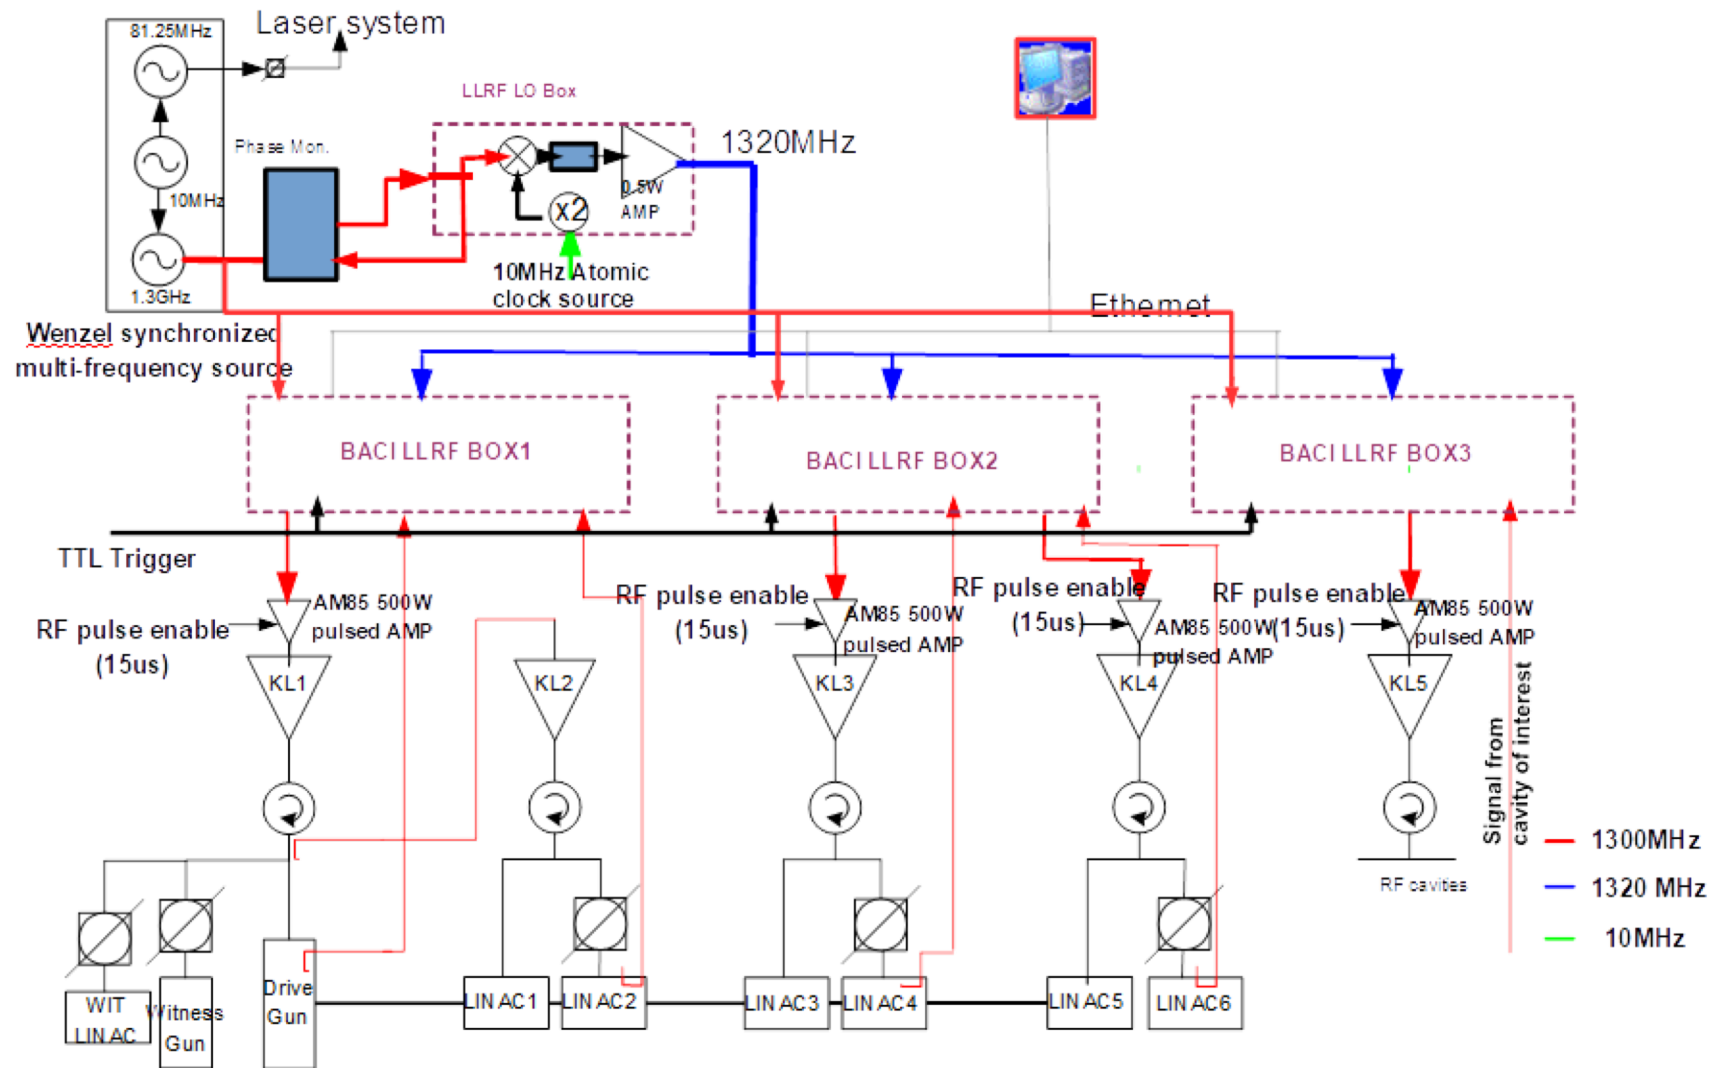 81.25MHz
Laser system
LLRF LO Box
Phase Mon.
1320MHz
10MHz
0.5W
AMP
x2
10MHz Atomic
clock source
1.3GHz
Ethernet
Wenzel synchronized
multi-frequency source
BACI LLRF BOX1
BACI LLRF BOX2
BACI LLRF BOX3
TTL Trigger
RF pulse enable
(15us)
AM85 500W
pulsed AMP
RF pulse enable
(15us)
AM85 500W
pulsed AMP
RF pulse enable
(15us)
AM85 500W
pulsed AMP
RF pulse enable
(15us)
AM85 500W
pulsed AMP
KL1
KL2
KL3
KL4
KL5
Signal from
cavity of interest
1300MHz
1320 MHz
10MHz
RF cavities
WIT
LINAC
Witness
Gun
Drive
Gun
LINAC1
LINAC2
LINAC3
LINAC4
LINAC5
LINAC6